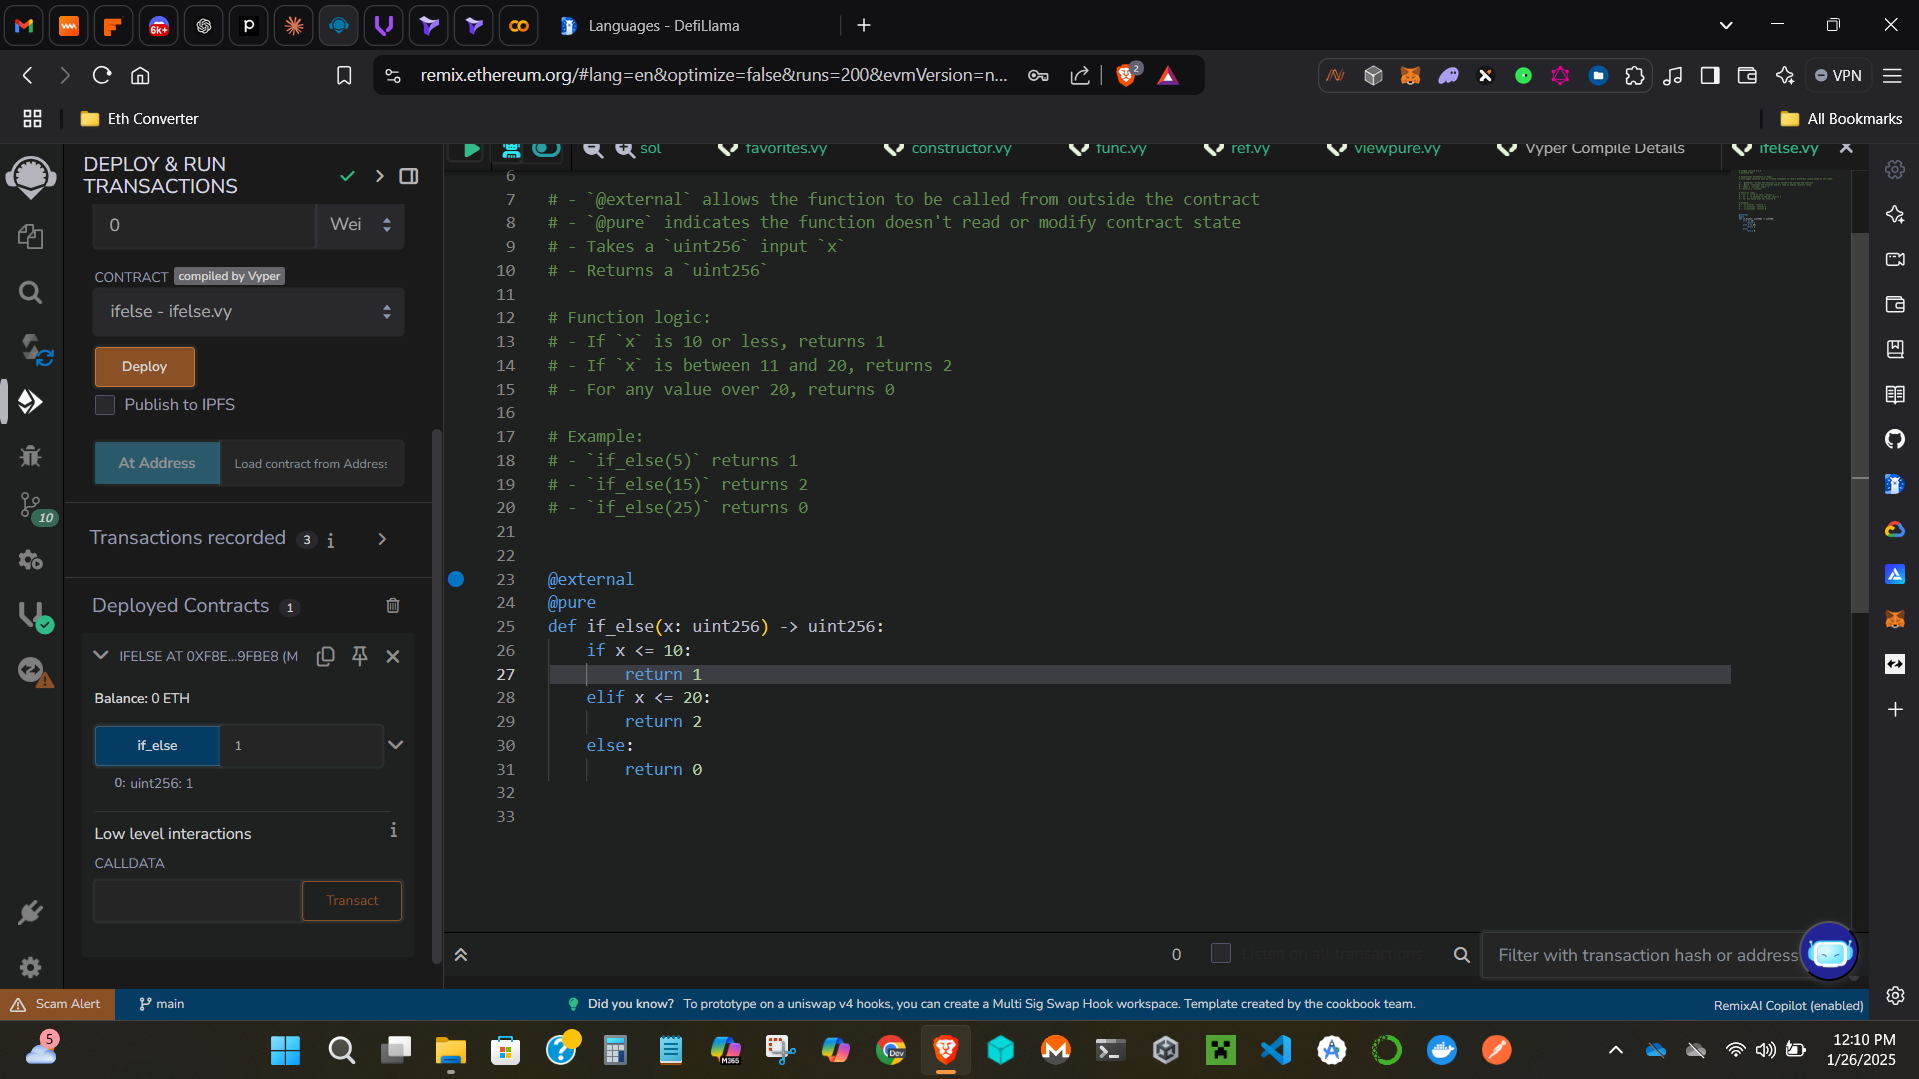 6K+
Languages - DefiLlama
remix.ethereum.org/#lang=en&optimize=false&runs=200&evmVersion=n...
2
VPN
Eth Converter
All Bookmarks
DEPLOY & RUN
TRANSACTIONS
0
Wei
CONTRACT compiled by Vyper
ifelse - ifelse.vy
Deploy
Publish to IPFS
At Address
Load contract from Address
10
Transactions recorded 3 i
Deployed Contracts 1
IFELSE AT 0XF8E...9FBE8 (M
Balance: 0 ETH
if_else
1
0: uint256: 1
Low level interactions
i
CALLDATA
Transact
sol
favorites.vy
constructor.vy
func.vy
ref.vy
viewpure.vy
Vyper Compile Details
ifelse.vy
6
7 # - `@external` allows the function to be called from outside the contract
8 # - `@pure` indicates the function doesn't read or modify contract state
9 # - Takes a `uint256` input `x`
10 # - Returns a `uint256`
11
12 # Function logic:
13 # - If `x` is 10 or less, returns 1
14 # - If `x` is between 11 and 20, returns 2
15 # - For any value over 20, returns 0
16
17 # Example:
18 # - `if_else(5)` returns 1
19 # - `if_else(15)` returns 2
20 # - `if_else(25)` returns 0
21
22
23 @external
24 @pure
25 def if_else(x: uint256) -> uint256:
26 if x <= 10:
27 return 1
28 elif x <= 20:
29 return 2
30 else:
31 return 0
32
33
0
Listen on all transactions
Filter with transaction hash or address
Scam Alert
main
Did you know? To prototype on a uniswap v4 hooks, you can create a Multi Sig Swap Hook workspace. Template created by the cookbook team.
RemixAI Copilot (enabled)
5
M365
Dev
12:10 PM
1/26/2025